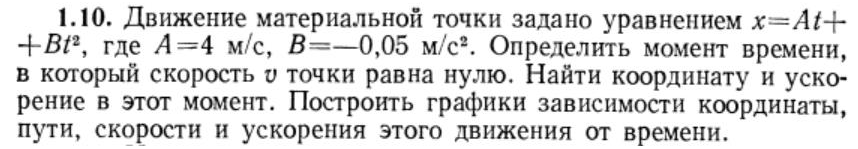 1.10. Движение материальной точки задано уравнением x=At+
+Bt², где A=4 м/с, B=—0,05 м/с². Определить момент времени,
в который скорость v точки равна нулю. Найти координату и уско-
рение в этот момент. Построить графики зависимости координаты,
пути, скорости и ускорения этого движения от времени.